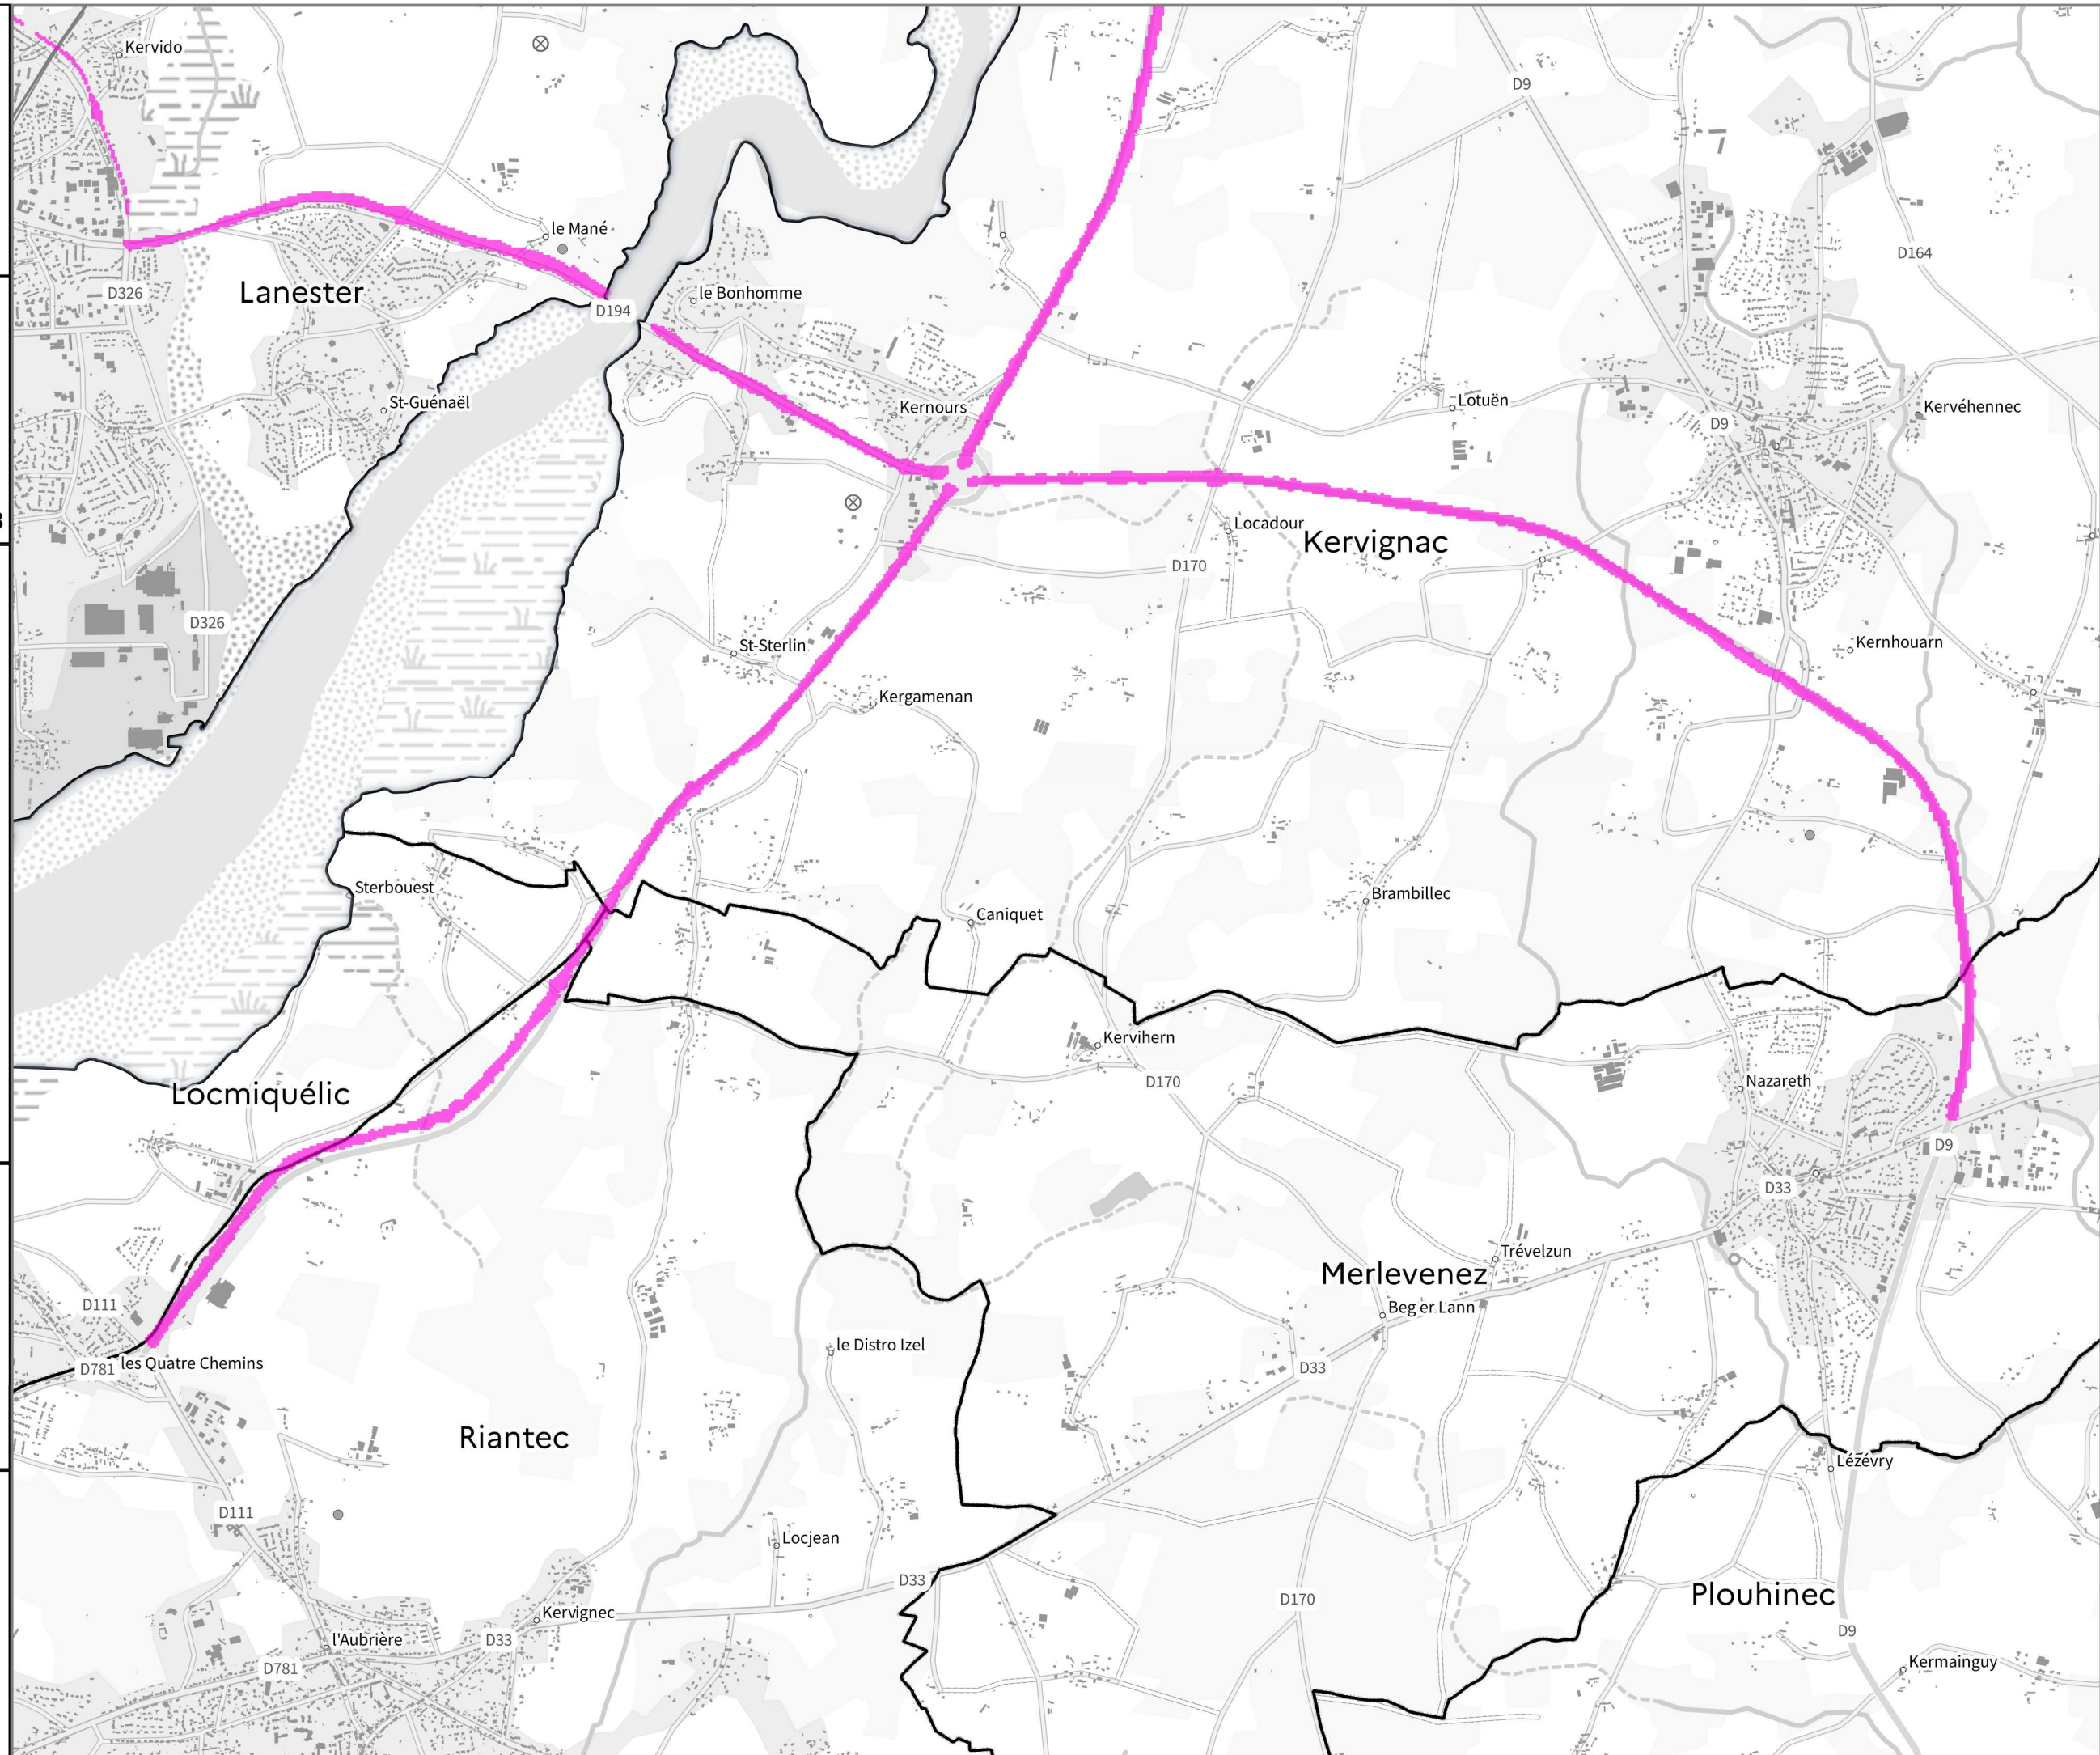 Kervido
D9
le Mané
D164
Lanester
D326
le Bonhomme
D194
St-Guénaël
Kernours
Lotuën
Kervéhennec
D9
Locadour
Kervignac
D170
D326
St-Sterlin
Kernhouarn
Kergamenan
Sterbouest
Brambillec
Caniquet
Kervihern
D170
Nazareth
Locmiquélic
D9
D33
Trévelzun
Merlevenez
Beg er Lann
D111
le Distro Izel
D781
les Quatre Chemins
D33
Riantec
Lézévry
D111
Locjean
D33
Plouhinec
D170
Kervignec
D9
l'Aubrière
D33
D781
Kermainguy